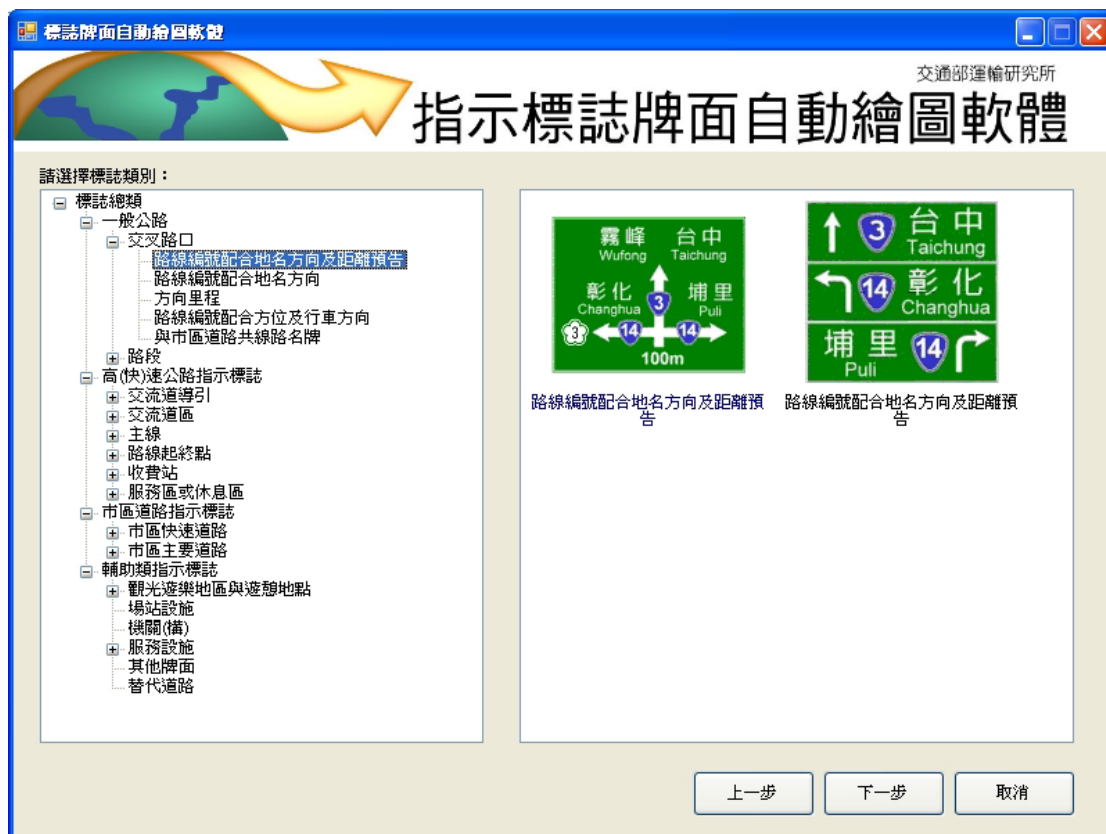 標誌牌面自動繪圖軟體
交通部運輸研究所
指示標誌牌面自動繪圖軟體
請選擇標誌類別：
標誌總類
一般公路
交叉路口
路線編號配合地名方向及距離預告
路線編號配合地名方向
方向里程
路線編號配合方位及行車方向
與市區道路共線路名牌
路段
高(快)速公路指示標誌
交流道導引
交流道區
主線
路線起終點
收費站
服務區或休息區
市區道路指示標誌
市區快速道路
市區主要道路
輔助類指示標誌
觀光遊樂地區與遊憩地點
場站設施
機關(構)
服務設施
其他牌面
替代道路
霧峰 台中
Wufong Taichung
彰化 3 埔里
Changhua Puli
3 14 14
100m
路線編號配合地名方向及距離預
告
3 台中
Taichung
14 彰化
Changhua
埔里 14
Puli
路線編號配合地名方向及距離預
告
上一步 下一步 取消